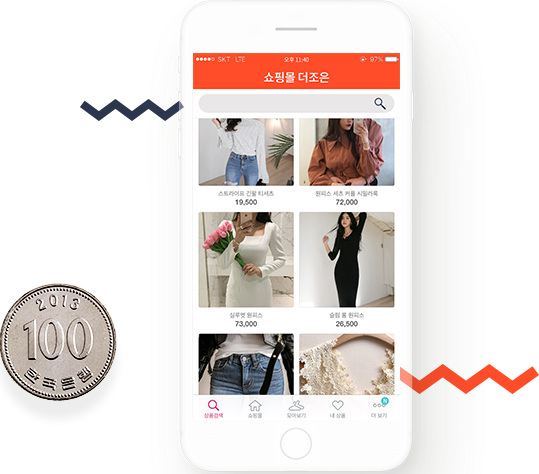 SKT LTE 오후 11:40 97%
쇼핑몰 더조은
스트라이프 긴팔 티셔츠
19,500
원피스 셔츠 커플 시밀러룩
72,000
실루엣 원피스
73,000
슬림 롱 원피스
26,500
상품검색 쇼핑몰 모아보기 내 상품 더 보기
N
2013
100
한국은행